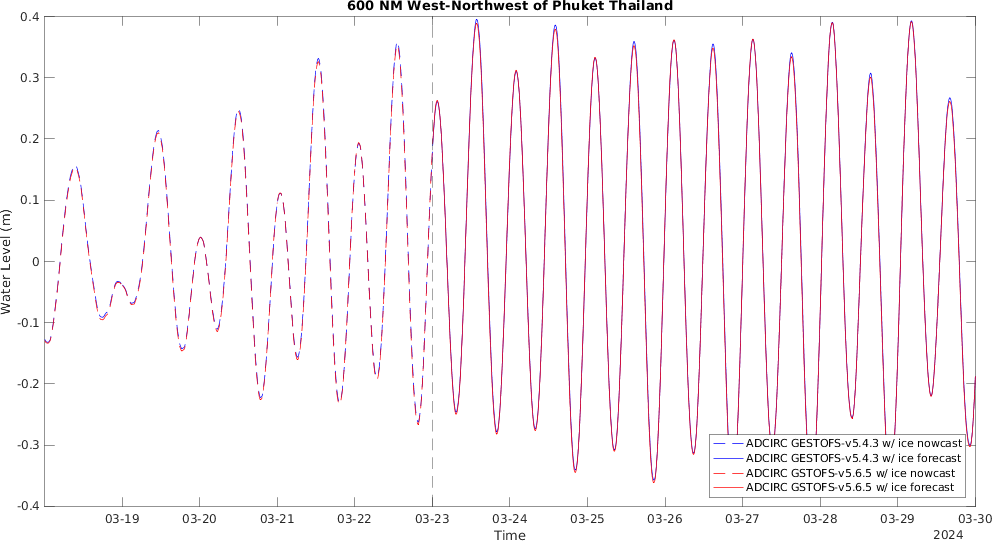 600 NM West-Northwest of Phuket Thailand
0.4
0.3
0.2
0.1
0
-0.1
-0.2
-0.3
-0.4
Water Level (m)
ADCIRC GESTOFS-v5.4.3 w/ ice nowcast
ADCIRC GESTOFS-v5.4.3 w/ ice forecast
ADCIRC GSTOFS-v5.6.5 w/ ice nowcast
ADCIRC GSTOFS-v5.6.5 w/ ice forecast
03-19 03-20 03-21 03-22 03-23 03-24 03-25 03-26 03-27 03-28 03-29 03-30
Time
2024